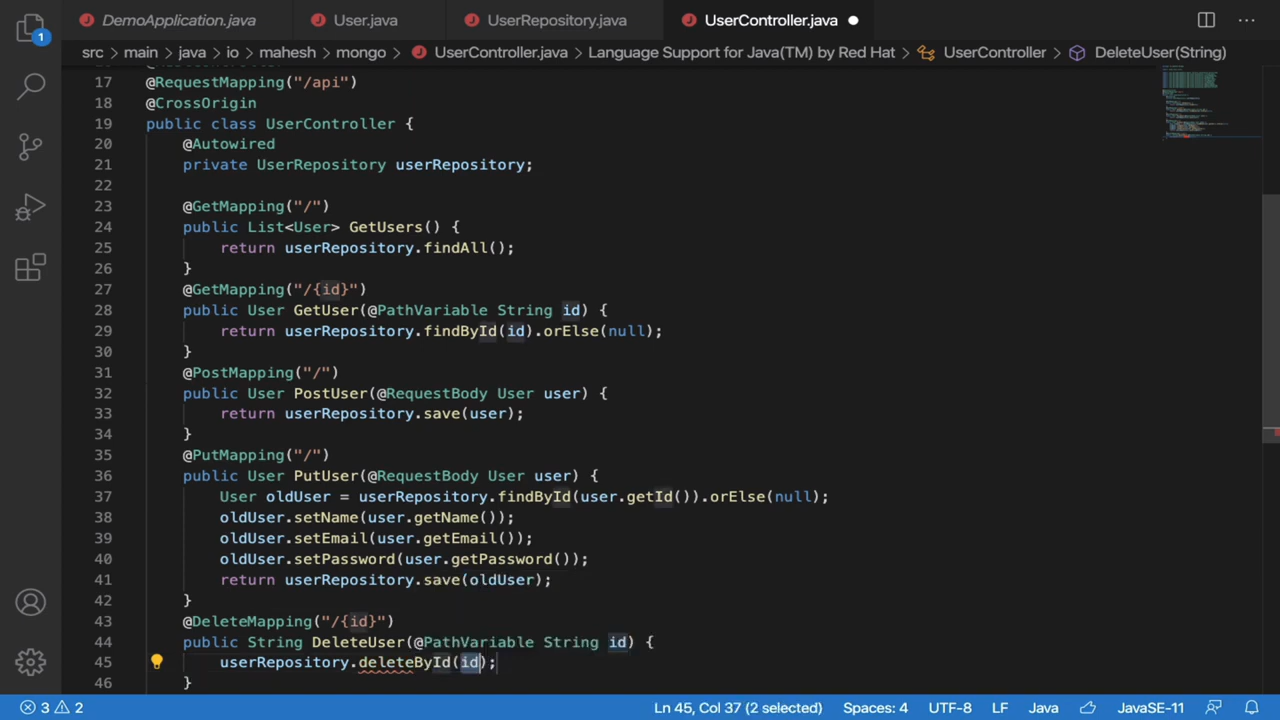 DemoApplication.java User.java UserRepository.java UserController.java
1
src > main > java > io > mahesh > mongo > UserController.java > Language Support for Java(TM) by Red Hat > UserController > DeleteUser(String)
17 @RequestMapping("/api")
18 @CrossOrigin
19 public class UserController {
20 @Autowired
21 private UserRepository userRepository;
22
23 @GetMapping("/")
24 public List<User> GetUsers() {
25 return userRepository.findAll();
26 }
27 @GetMapping("/{id}")
28 public User GetUser(@PathVariable String id) {
29 return userRepository.findById(id).orElse(null);
30 }
31 @PostMapping("/")
32 public User PostUser(@RequestBody User user) {
33 return userRepository.save(user);
34 }
35 @PutMapping("/")
36 public User PutUser(@RequestBody User user) {
37 User oldUser = userRepository.findById(user.getId()).orElse(null);
38 oldUser.setName(user.getName());
39 oldUser.setEmail(user.getEmail());
40 oldUser.setPassword(user.getPassword());
41 return userRepository.save(oldUser);
42 }
43 @DeleteMapping("/{id}")
44 public String DeleteUser(@PathVariable String id) {
45 userRepository.deleteById(id);
46 }
3 2 Ln 45, Col 37 (2 selected) Spaces: 4 UTF-8 LF Java JavaSE-11